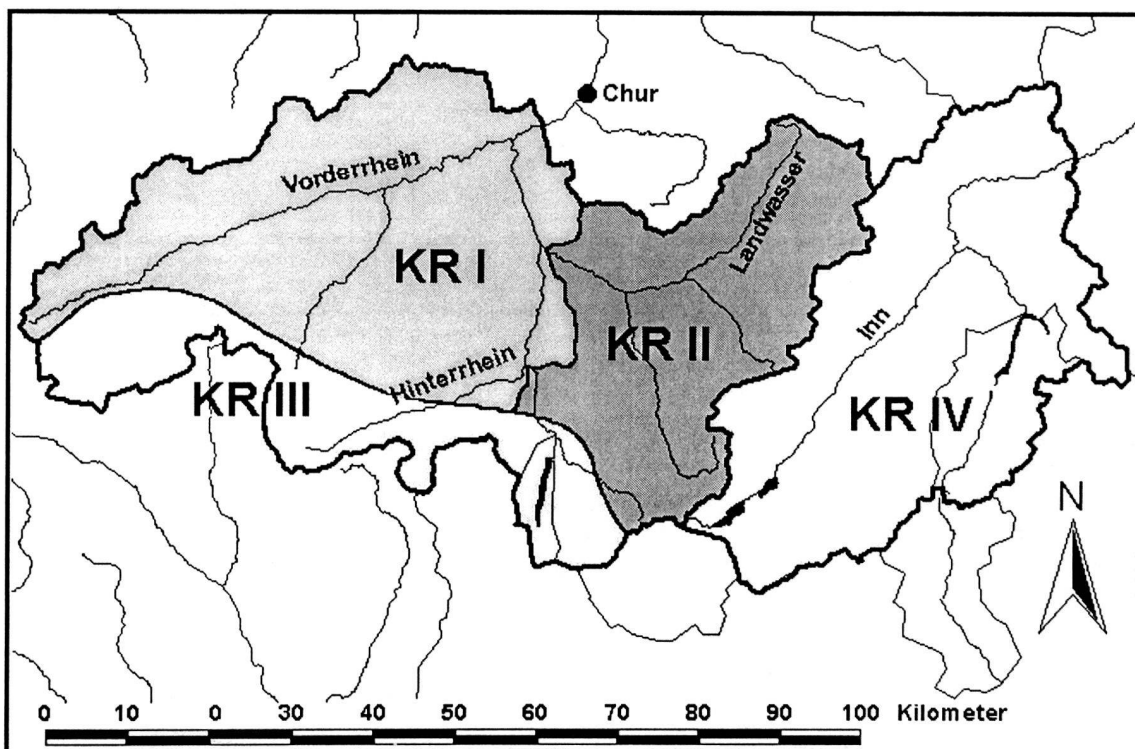 Chur
Vorderrhein
Landwasser
KR I
Inn
KR II
Hinterrhein
KR III
KR IV
N
0 10 0 30 40 50 60 70 80 90 100 Kilometer